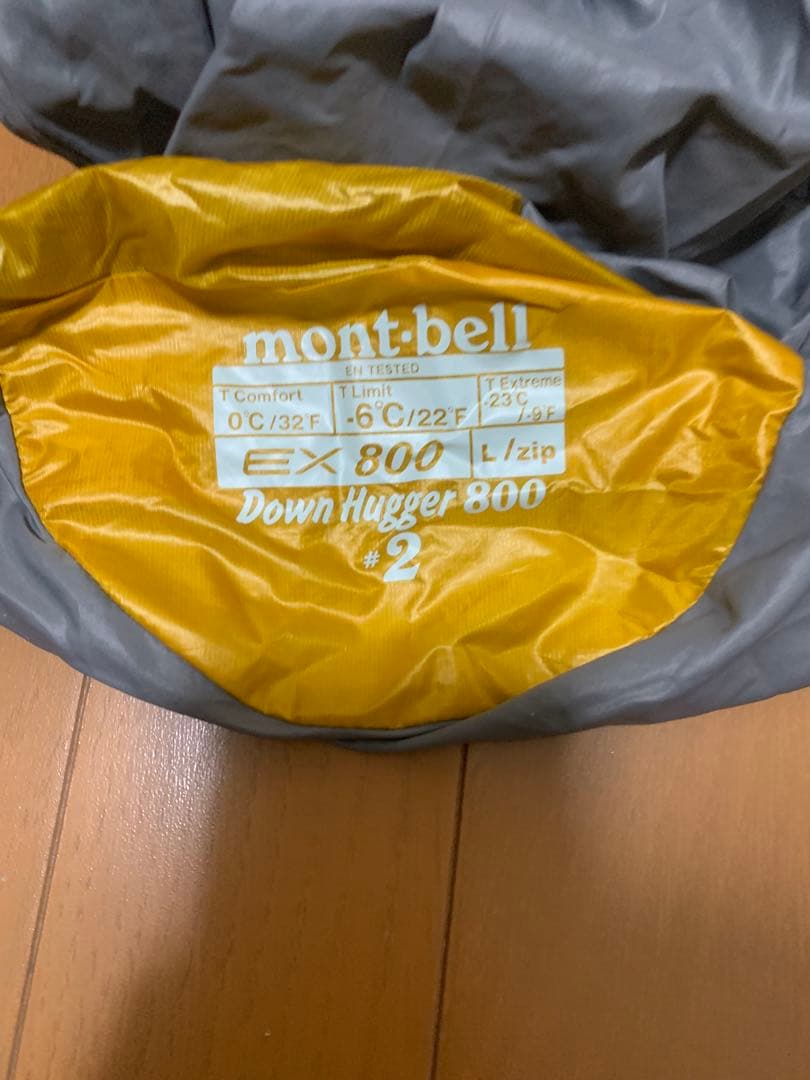 mont·bell
EN TESTED
T Comfort
0°C/32°F
T Limit
-6°C/22°F
T Extreme
-23°C
/-9°F
EX 800
L/zip
Down Hugger 800
#2